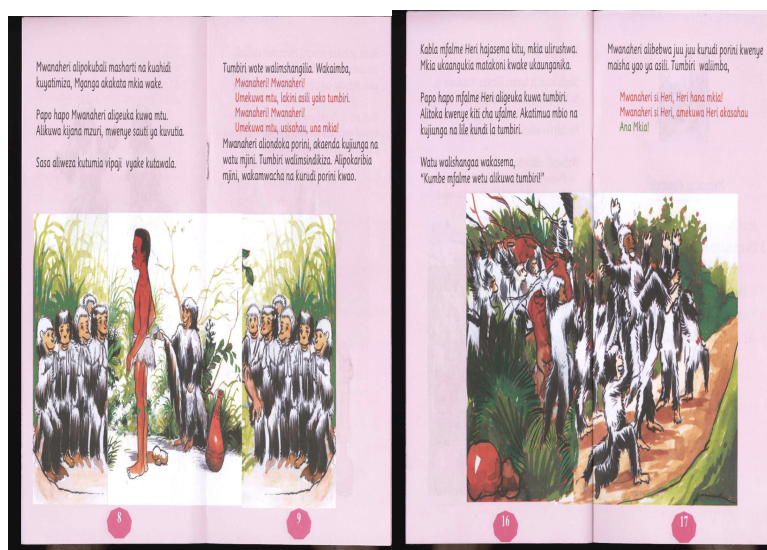 Mwanaheri alipokubali masharti na kuahidi
kuyatimiza, Mganga akakata mkia wake.
Papo hapo Mwanaheri aligeuka kuwa mtu.
Alikuwa kijana mzuri, mwenye sauti ya kuvutia.
Sasa aliweza kutumia vipaji vyake kutawala.
8
Tumbiri wote walimshangilia. Wakaimba,
Mwanaheri! Mwanaheri!
Umekuwa mtu, lakini asili yako tumbiri.
Mwanaheri! Mwanaheri!
Umekuwa mtu, usisahau, una mkia!
Mwanaheri aliondoka porini, akaenda kujiunga na
watu mjini. Tumbiri walimsindikiza. Alipokaribia
mjini, wakamwacha na kurudi porini kwao.
9
Kabla mfalme Heri hajasema kitu, mkia ulirushwa.
Mkia ukaangukia matakoni kwake ukaunganika.
Papo hapo mfalme Heri aligeuka kuwa tumbiri.
Alitoka kwenye kiti cha ufalme. Akatimua mbio na
kujiunga na lile kundi la tumbiri.
Watu walishangaa wakasema,
“Kumbe mfalme wetu alikuwa tumbiri!”
16
Mwanaheri alibebwa juu juu kurudi porini kwenye
maisha yao ya asili. Tumbiri waliimba,
Mwanaheri si Heri, Heri hana mkia!
Mwanaheri si Heri, amekuwa Heri akasahau
Ana Mkia!
17